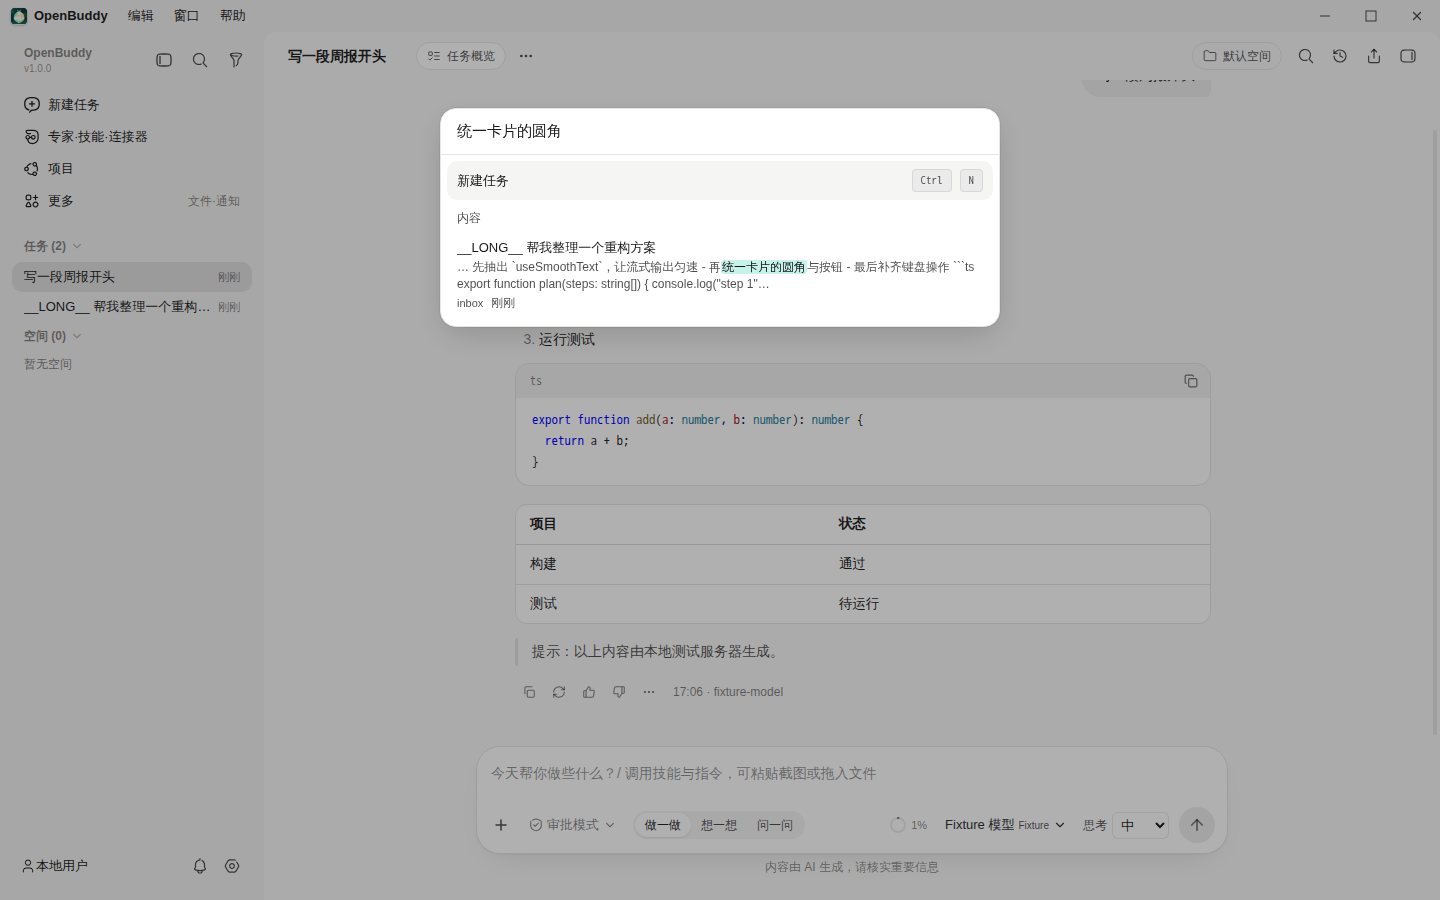 OpenBuddy 编辑 窗口 帮助
OpenBuddy
v1.0.0
新建任务
专家·技能·连接器
项目
更多 文件·通知
任务 (2)
写一段周报开头 刚刚
__LONG__ 帮我整理一个重构… 刚刚
空间 (0)
暂无空间
本地用户
写一段周报开头 任务概览 默认空间
统一卡片的圆角
新建任务 Ctrl N
内容
__LONG__ 帮我整理一个重构方案
… 先抽出 `useSmoothText`，让流式输出匀速 - 再统一卡片的圆角与按钮 - 最后补齐键盘操作 ```ts
export function plan(steps: string[]) { console.log("step 1"…
inbox 刚刚
3. 运行测试
ts
export function add(a: number, b: number): number {
return a + b;
}
项目 状态
构建 通过
测试 待运行
提示：以上内容由本地测试服务器生成。
17:06 · fixture-model
今天帮你做些什么？/ 调用技能与指令，可粘贴截图或拖入文件
审批模式 做一做 想一想 问一问 1% Fixture 模型 Fixture 思考 中
内容由 AI 生成，请核实重要信息